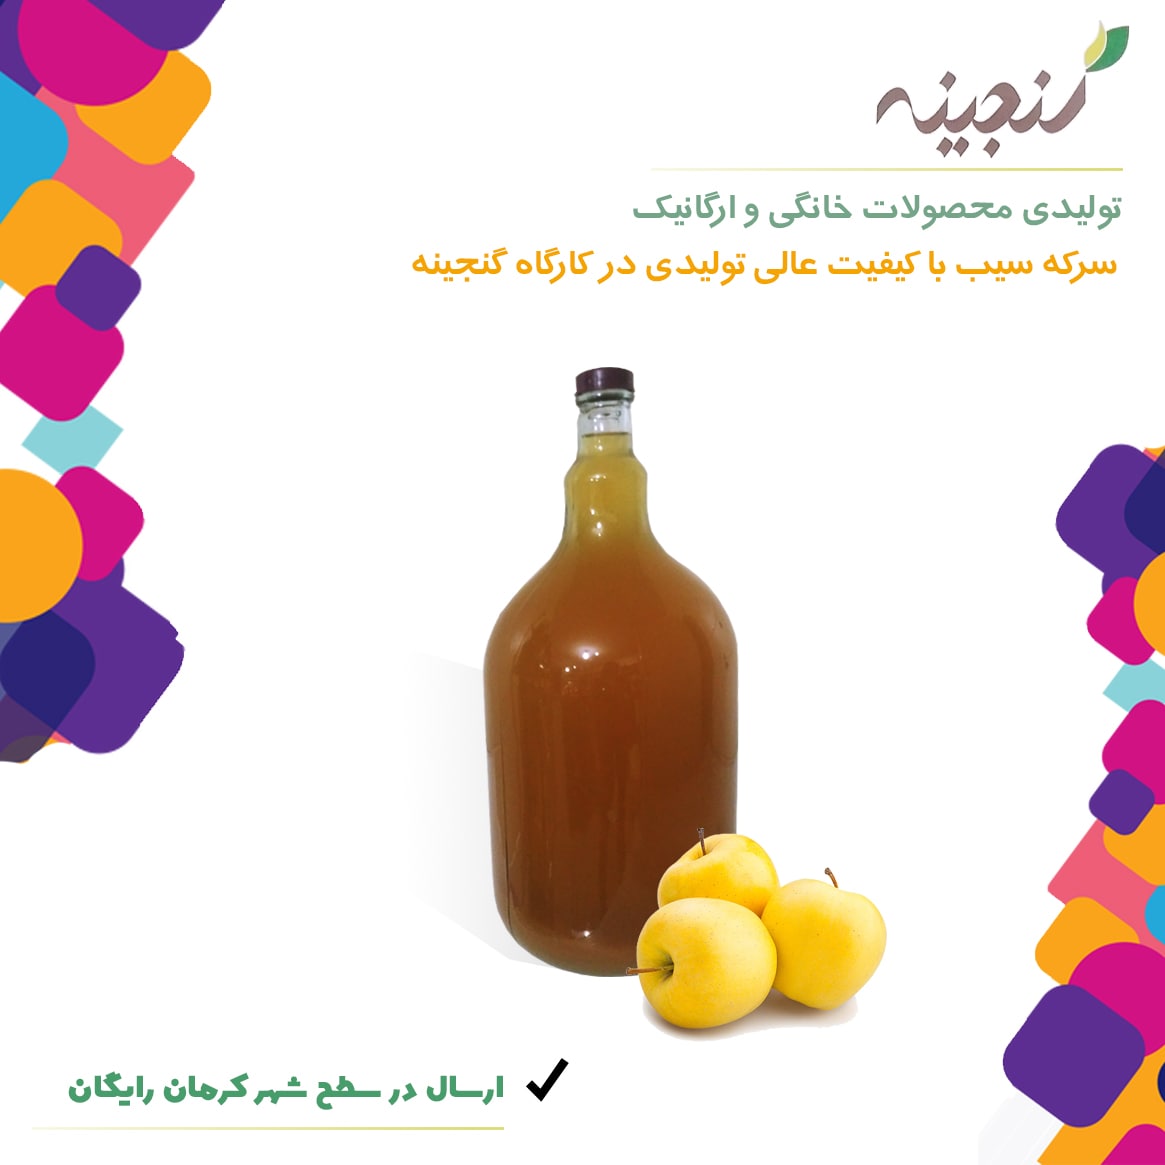 گنجینه
تولیدی محصولات خانگی و ارگانیک
سرکه سیب با کیفیت عالی تولیدی در کارگاه گنجینه
ارسال در سطح شهر کرمان رایگان